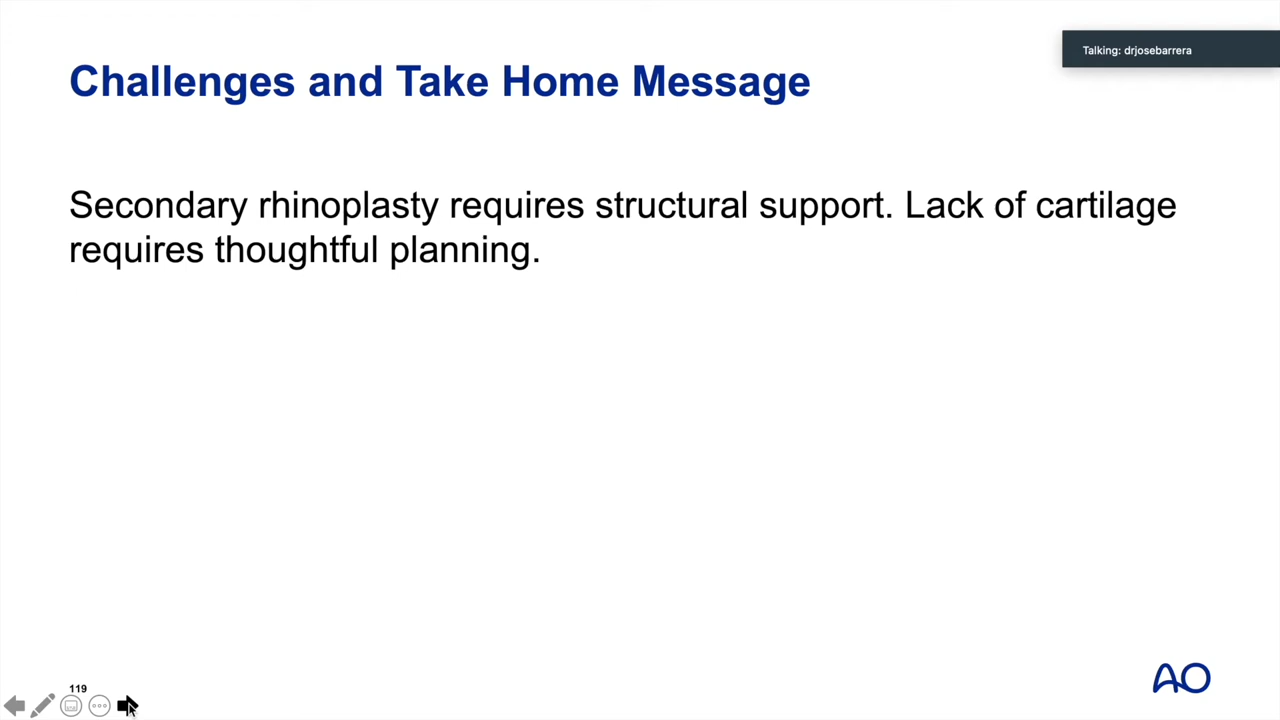 Talking: drjosebarrera
Challenges and Take Home Message
Secondary rhinoplasty requires structural support. Lack of cartilage
requires thoughtful planning.
119
AO